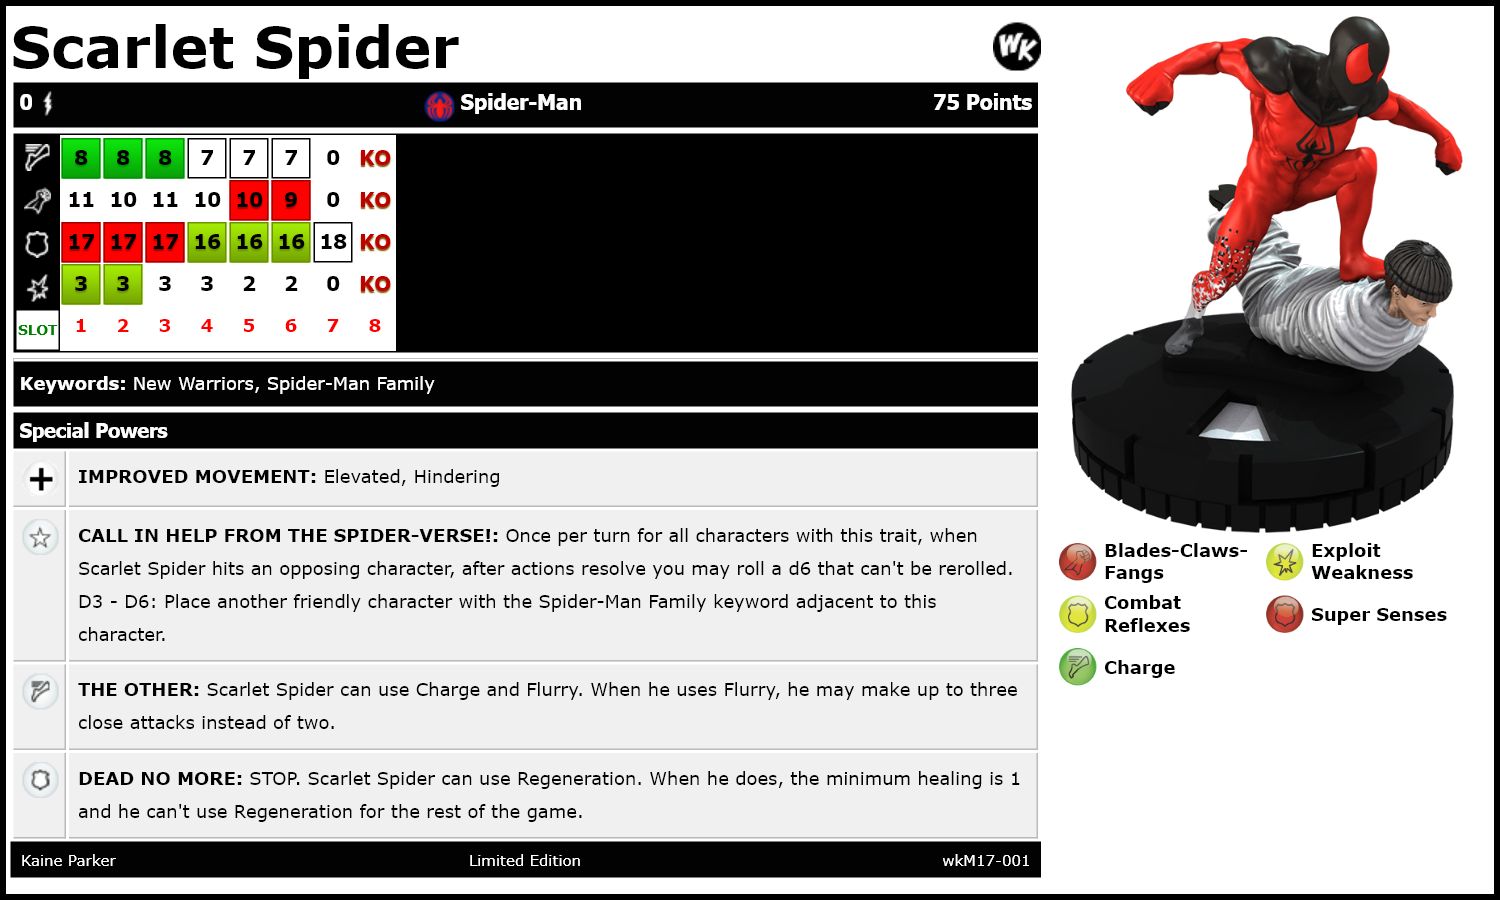 Scarlet Spider
WK
0 Spider-Man 75 Points
8 8 8 7 7 7 0 KO
11 10 11 10 10 9 0 KO
17 17 17 16 16 16 18 KO
3 3 3 3 2 2 0 KO
SLOT 1 2 3 4 5 6 7 8
Keywords: New Warriors, Spider-Man Family
Special Powers
IMPROVED MOVEMENT: Elevated, Hindering
CALL IN HELP FROM THE SPIDER-VERSE!: Once per turn for all characters with this trait, when
Scarlet Spider hits an opposing character, after actions resolve you may roll a d6 that can't be rerolled.
D3 - D6: Place another friendly character with the Spider-Man Family keyword adjacent to this
character.
THE OTHER: Scarlet Spider can use Charge and Flurry. When he uses Flurry, he may make up to three
close attacks instead of two.
DEAD NO MORE: STOP. Scarlet Spider can use Regeneration. When he does, the minimum healing is 1
and he can't use Regeneration for the rest of the game.
Kaine Parker Limited Edition wkM17-001
Blades-Claws-
Fangs
Exploit
Weakness
Combat
Reflexes
Super Senses
Charge